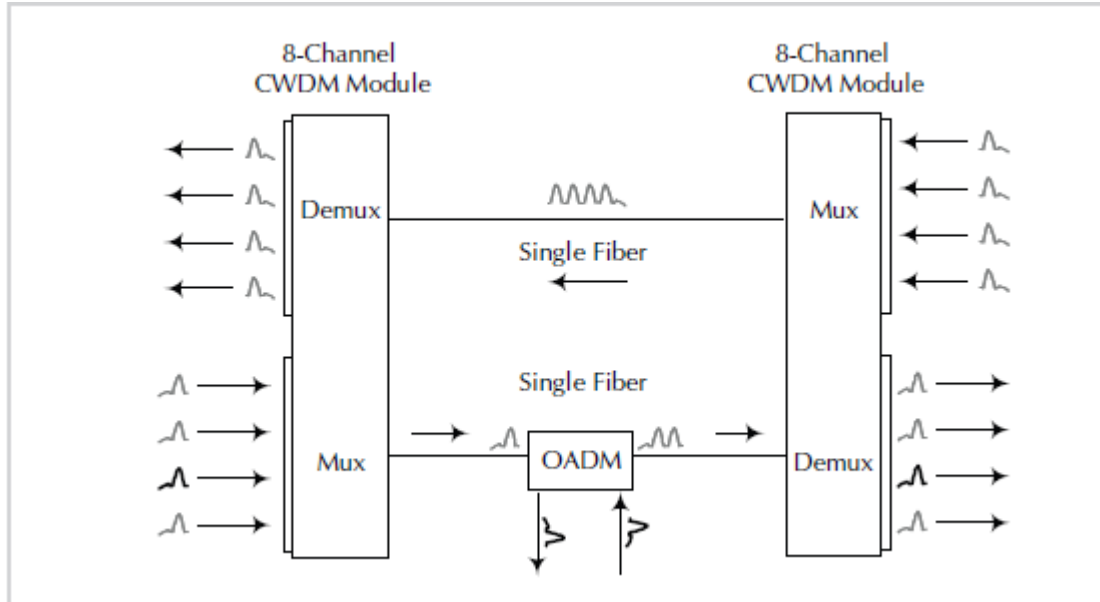 8-Channel
CWDM Module
8-Channel
CWDM Module
Demux
Mux
Single Fiber
Single Fiber
Mux
OADM
Demux